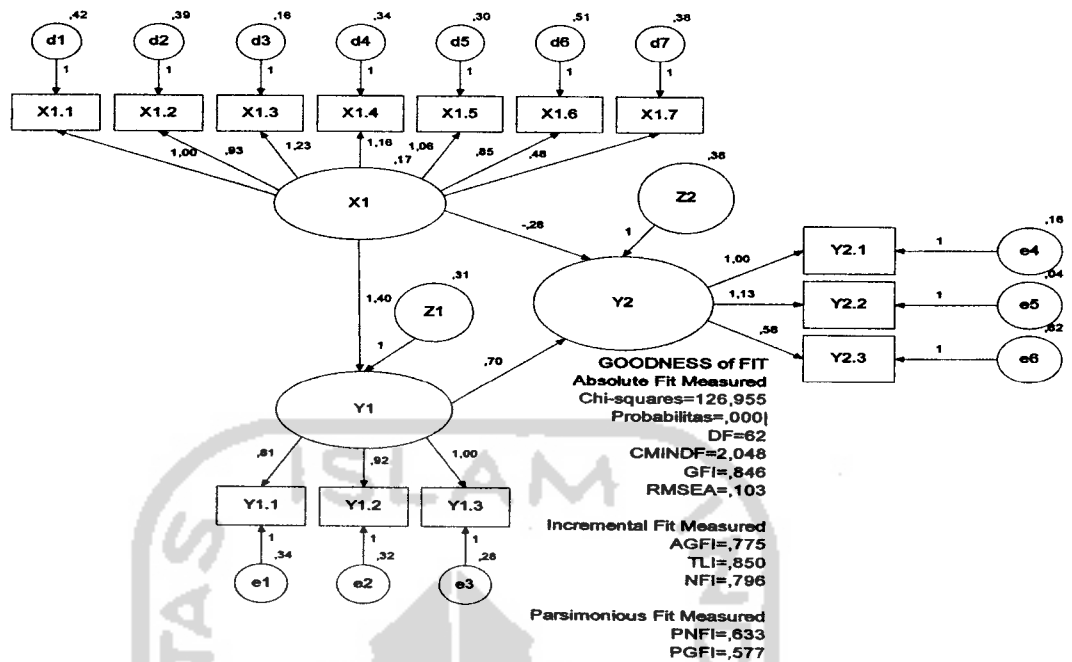 ,42 ,39 ,16 ,34 ,30 ,51 ,38
d1 d2 d3 d4 d5 d6 d7
1 1 1 1 1 1 1
X1.1 X1.2 X1.3 X1.4 X1.5 X1.6 X1.7
1,00 ,93 1,23 1,16 1,06 ,85 ,48
,17
X1
,36
Z2
-,28
1
,16
Y2.1 1 e4
1,00
,04
1,13 Y2.2 1 e5
Y2
,31
Z1
1,40
,58
,62
Y2.3 1 e6
1
,70
GOODNESS of FIT
Absolute Fit Measured
Chi-squares=126,955
Probabilitas=,000|
DF=62
CMINDF=2,048
GFI=,846
RMSEA=,103
Y1
,81 ,92 1,00
Y1.1 Y1.2 Y1.3
1 1 1
,34 ,32 ,28
e1 e2 e3
Incremental Fit Measured
AGFI=,775
TLI=,850
NFI=,796
Parsimonious Fit Measured
PNFI=,633
PGFI=,577
ISLAM
TAS